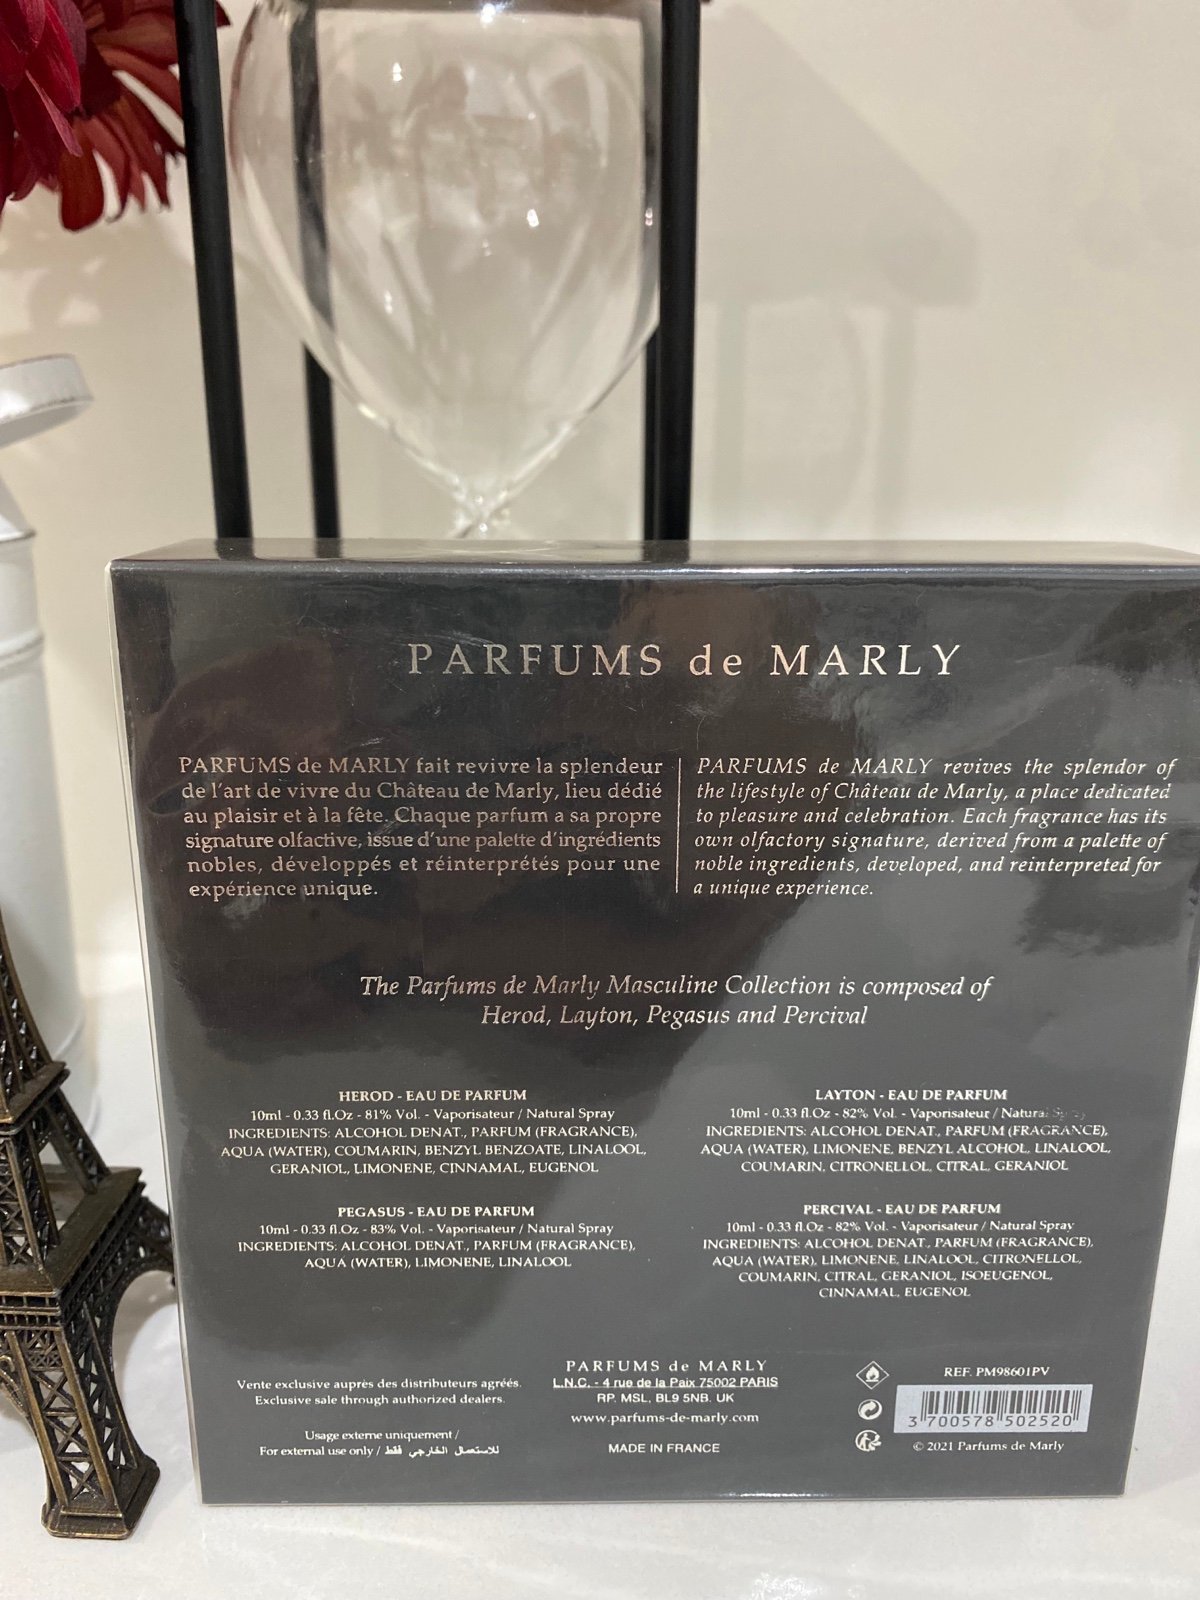 PARFUMS de MARLY
PARFUMS de MARLY fait revivre la splendeur
de l'art de vivre du Château de Marly, lieu dédié
au plaisir et à la fête. Chaque parfum a sa propre
signature olfactive, issue d'une palette d'ingrédients
nobles, développés et réinterprétés pour une
expérience unique.
PARFUMS de MARLY revives the splendor of
the lifestyle of Château de Marly, a place dedicated
to pleasure and celebration. Each fragrance has its
own olfactory signature, derived from a palette of
noble ingredients, developed, and reinterpreted for
a unique experience.
The Parfums de Marly Masculine Collection is composed of
Herod, Layton, Pegasus and Percival
HEROD - EAU DE PARFUM
10ml - 0.33 fl.Oz - 81% Vol. - Vaporisateur / Natural Spray
INGREDIENTS: ALCOHOL DENAT., PARFUM (FRAGRANCE),
AQUA (WATER), COUMARIN, BENZYL BENZOATE, LINALOOL,
GERANIOL, LIMONENE, CINNAMAL, EUGENOL
LAYTON - EAU DE PARFUM
10ml - 0.33 fl.Oz - 82% Vol. - Vaporisateur / Natural Spray
INGREDIENTS: ALCOHOL DENAT., PARFUM (FRAGRANCE),
AQUA (WATER), LIMONENE, BENZYL ALCOHOL, LINALOOL,
COUMARIN, CITRONELLOL, CITRAL, GERANIOL
PEGASUS - EAU DE PARFUM
10ml - 0.33 fl.Oz - 83% Vol. - Vaporisateur / Natural Spray
INGREDIENTS: ALCOHOL DENAT., PARFUM (FRAGRANCE),
AQUA (WATER), LIMONENE, LINALOOL
PERCIVAL - EAU DE PARFUM
10ml - 0.33 fl.Oz - 82% Vol. - Vaporisateur / Natural Spray
INGREDIENTS: ALCOHOL DENAT., PARFUM (FRAGRANCE),
AQUA (WATER), LIMONENE, LINALOOL, CITRONELLOL,
COUMARIN, CITRAL, GERANIOL, ISOEUGENOL,
CINNAMAL, EUGENOL
Vente exclusive auprès des distributeurs agréés.
Exclusive sale through authorized dealers.
Usage externe uniquement /
For external use only / للاستعمال الخارجي فقط
PARFUMS de MARLY
L.N.C. - 4 rue de la Paix 75002 PARIS
RP. MSL. BL9 5NB. UK
www.parfums-de-marly.com
MADE IN FRANCE
REF. PM98601PV
3 700578 502520
© 2021 Parfums de Marly